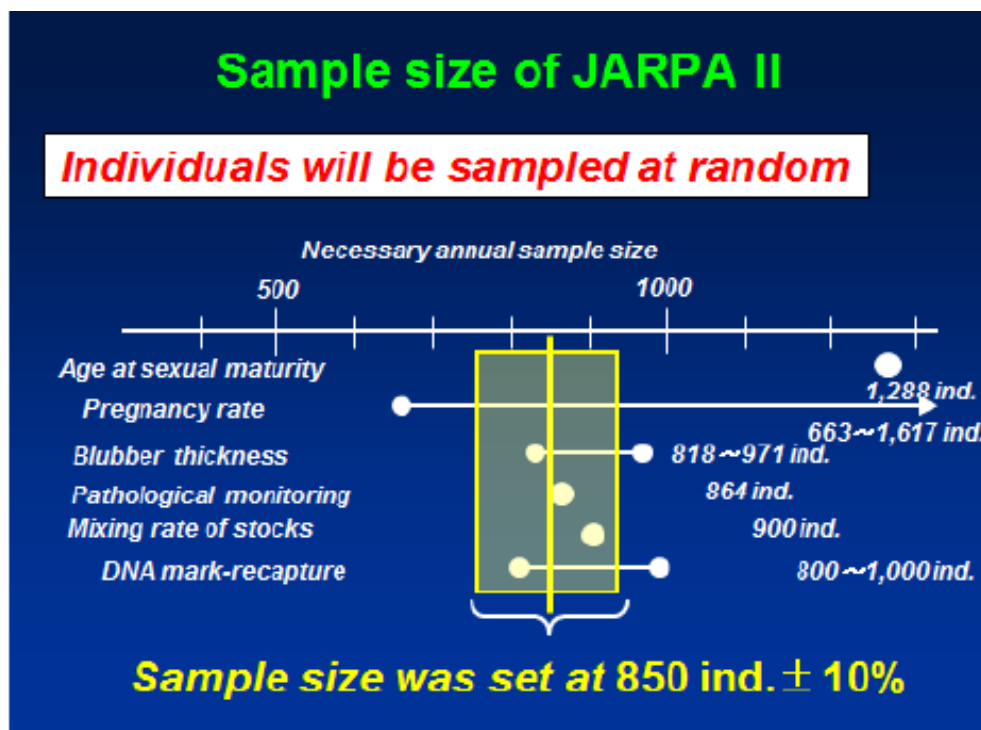 Sample size of JARPA II
Individuals will be sampled at random
Necessary annual sample size
500 1000
Age at sexual maturity
1,288 ind.
Pregnancy rate
663~1,617 ind.
Blubber thickness 818~971 ind.
Pathological monitoring 864 ind.
Mixing rate of stocks 900 ind.
DNA mark-recapture 800~1,000 ind.
Sample size was set at 850 ind. ± 10%